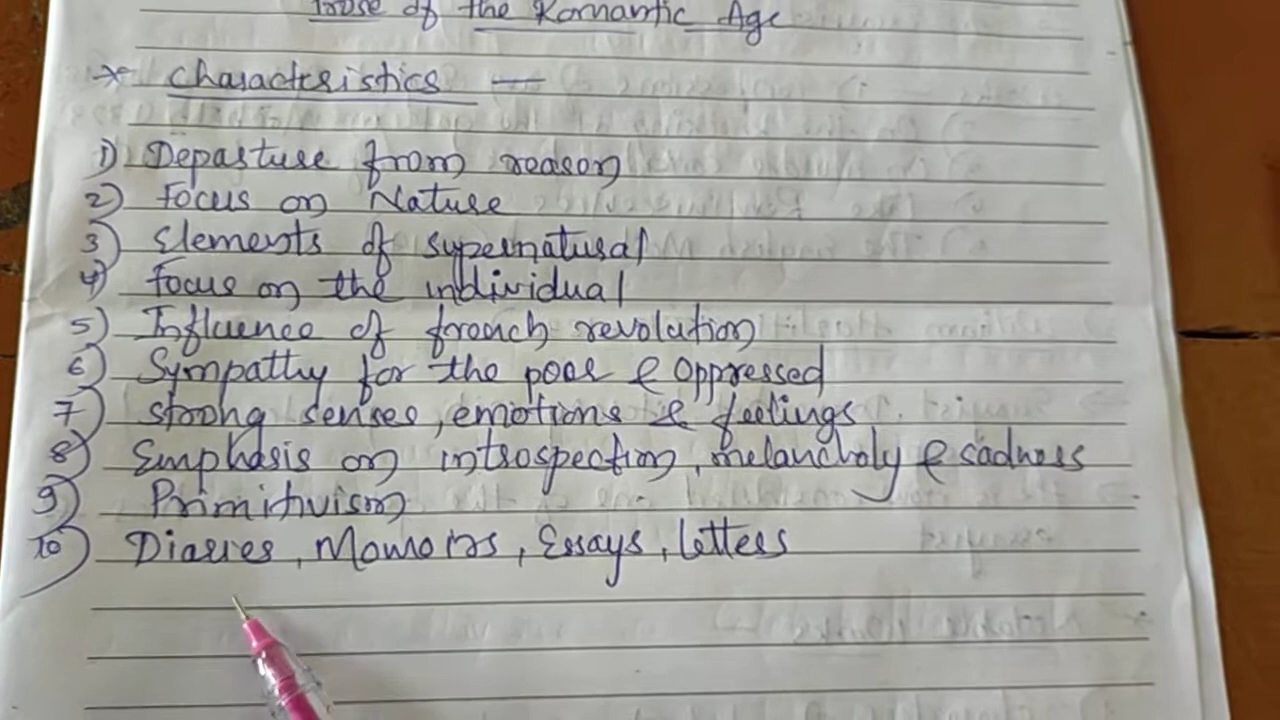 Prose of the Romantic Age
* Characteristics —
1) Departure from reason
2) Focus on Nature
3) Elements of supernatural
4) Focus on the individual
5) Influence of french revolution
6) Sympathy for the poor & Oppressed
7) strong senses, emotions & feelings.
8) Emphasis on introspection, melancholy & sadness
9) Primitivism
10) Diaries, Momoirs, Essays, letters